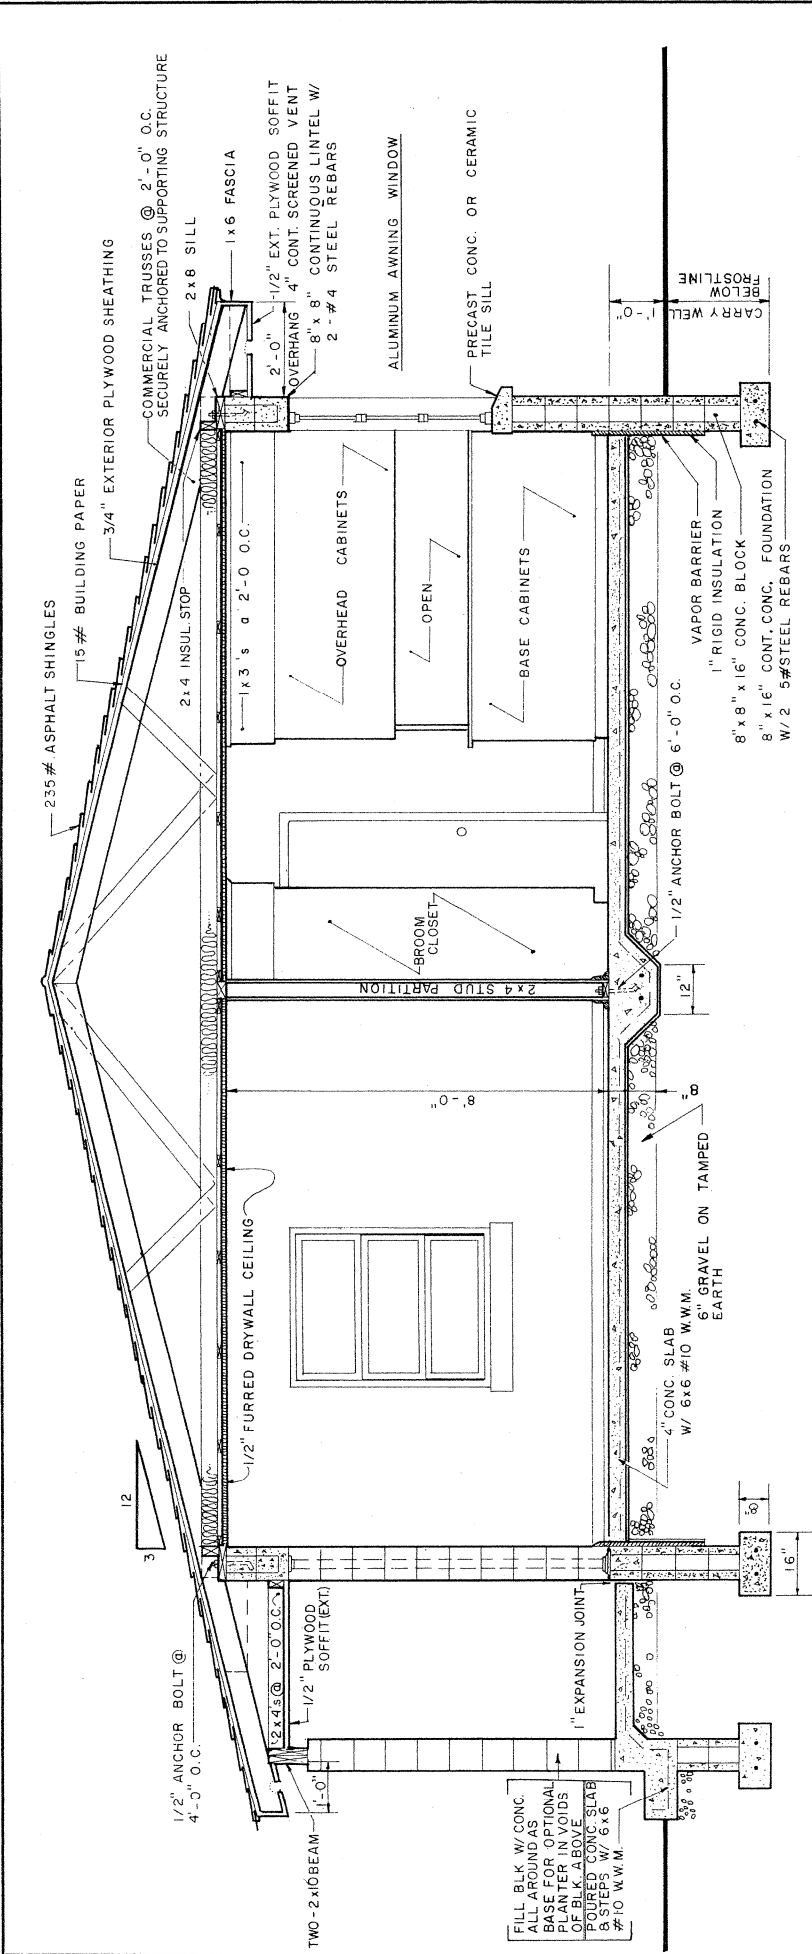 235 #. ASPHALT SHINGLES
15 # BUILDING PAPER
3/4" EXTERIOR PLYWOOD SHEATHING
COMMERCIAL TRUSSES @ 2'-0" O.C.
SECURELY ANCHORED TO SUPPORTING STRUCTURE
2x8 SILL
1x6 FASCIA
1/2" EXT. PLYWOOD SOFFIT
2'-0"
OVERHANG 4" CONT. SCREENED VENT
8" x 8" CONTINUOUS LINTEL W/
2 - #4 STEEL REBARS
ALUMINUM AWNING WINDOW
PRECAST CONC. OR CERAMIC
TILE SILL
1'-0"
CARRY WELL
BELOW
FROSTLINE
12
3
1/2" ANCHOR BOLT @
4'-0" O.C.
2x4 INSUL. STOP
1x3's a 2'-0 O.C.
1/2" FURRED DRYWALL CEILING
OVERHEAD CABINETS
OPEN
BASE CABINETS
BROOM
CLOSET
2x4 STUD PARTITION
8'-0"
2x4's @ 2'-0" O.C.
1/2" PLYWOOD
SOFFIT (EXT.)
1'-0"
TWO-2x10 BEAM
1" EXPANSION JOINT
FILL BLK W/ CONC.
ALL AROUND AS
BASE FOR OPTIONAL
PLANTER IN VOIDS
OF BLK. ABOVE
POURED CONC. SLAB
& STEPS W/ 6x6
#10 W.W.M.
8"
16"
4" CONC. SLAB
W/ 6x6 #10 W.W.M.
6" GRAVEL ON TAMPED
EARTH
8"
12"
1/2" ANCHOR BOLT @ 6'-0" O.C.
VAPOR BARRIER
1" RIGID INSULATION
8"x8"x16" CONC. BLOCK
8" x 16" CONT. CONC. FOUNDATION
W/ 2 5# STEEL REBARS